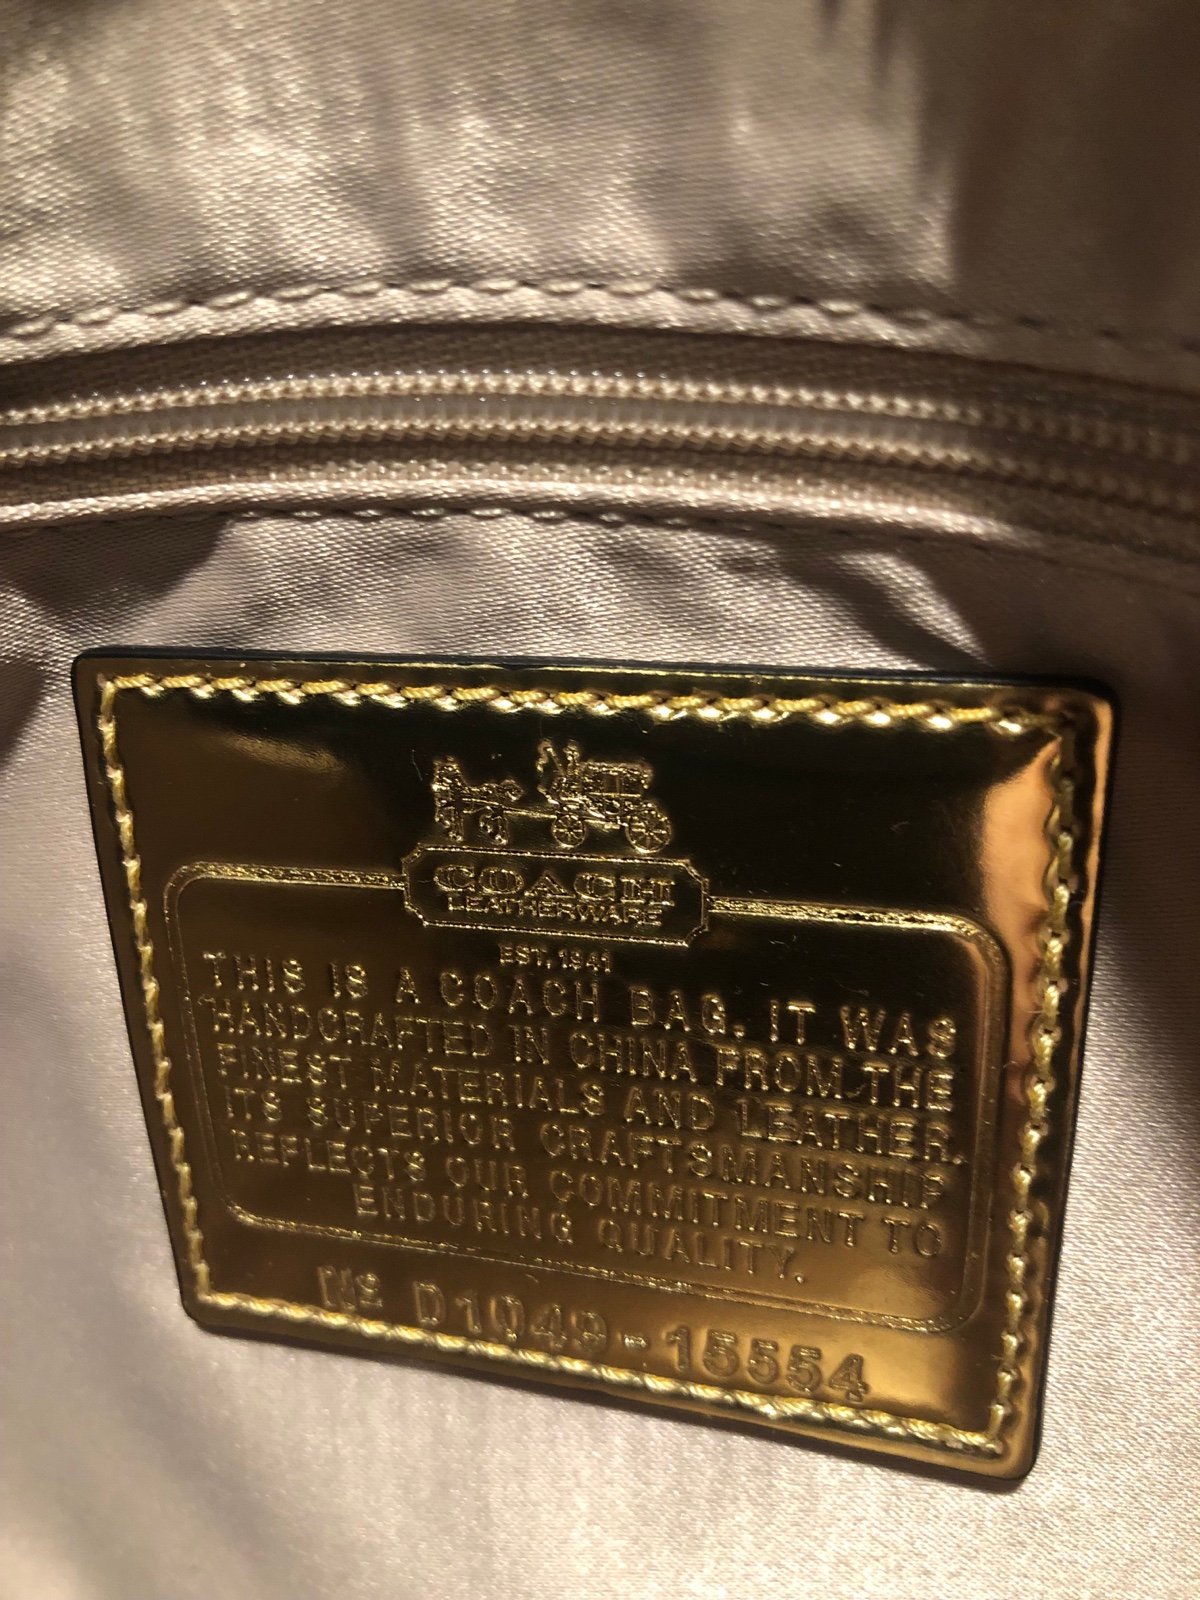 COACH
LEATHERWARE
EST. 1941
THIS IS A COACH BAG. IT WAS
HANDCRAFTED IN CHINA FROM THE
FINEST MATERIALS AND LEATHER.
ITS SUPERIOR CRAFTSMANSHIP
REFLECTS OUR COMMITMENT TO
ENDURING QUALITY.
Nº D1049-15554